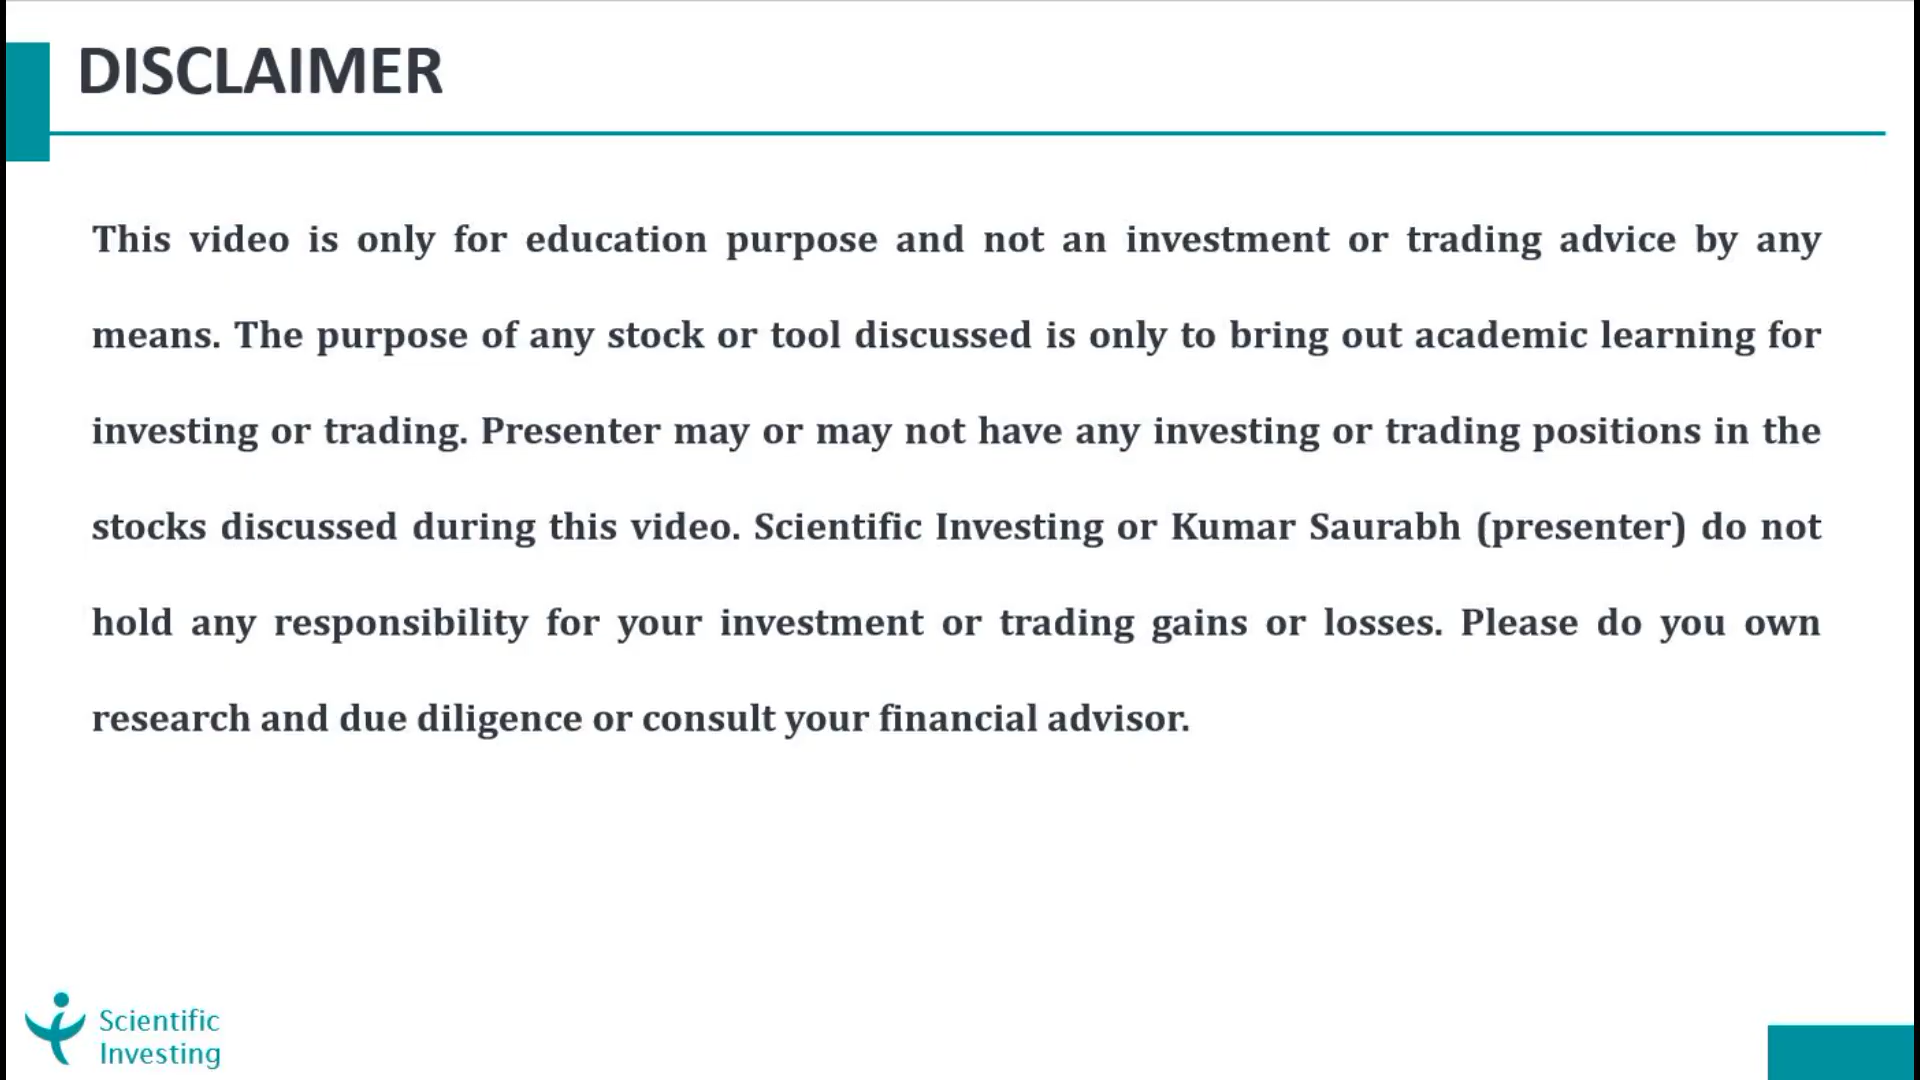 DISCLAIMER
This video is only for education purpose and not an investment or trading advice by any
means. The purpose of any stock or tool discussed is only to bring out academic learning for
investing or trading. Presenter may or may not have any investing or trading positions in the
stocks discussed during this video. Scientific Investing or Kumar Saurabh (presenter) do not
hold any responsibility for your investment or trading gains or losses. Please do you own
research and due diligence or consult your financial advisor.
Scientific
Investing